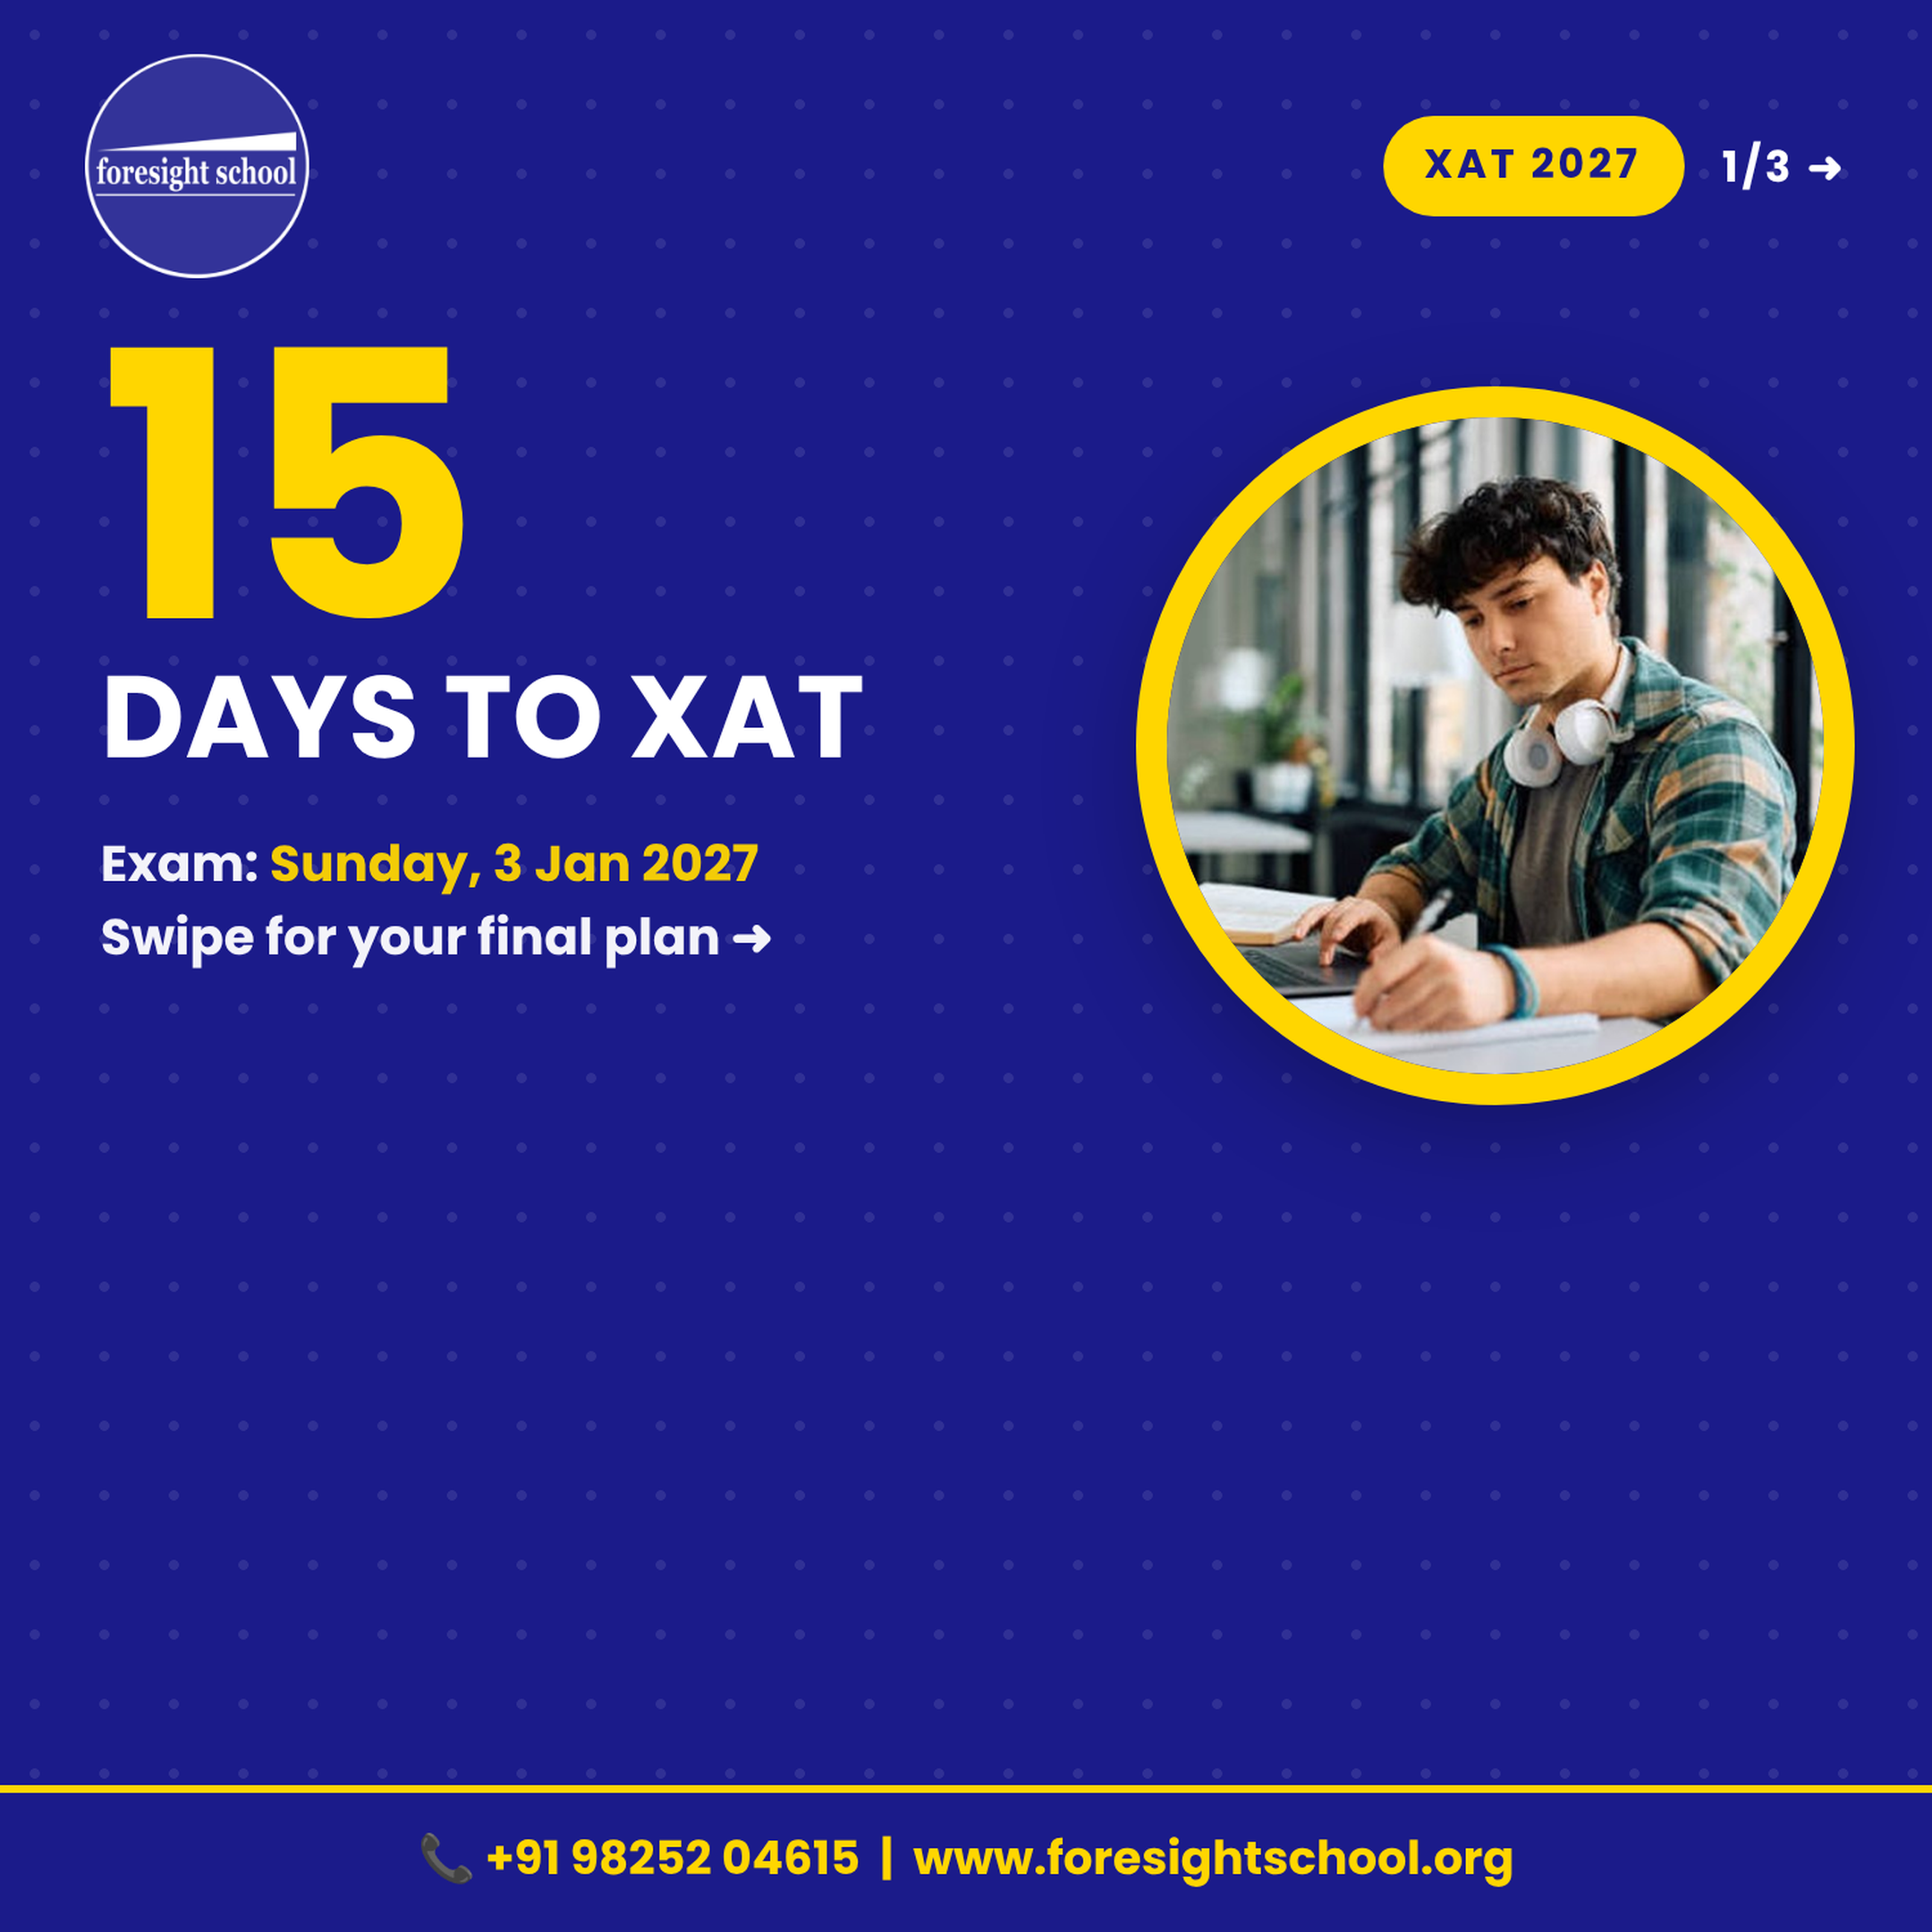 foresight school
XAT 2027
1/3 ➜
15
DAYS TO XAT
Exam: Sunday, 3 Jan 2027
Swipe for your final plan ➜
📞 +91 98252 04615 | www.foresightschool.org